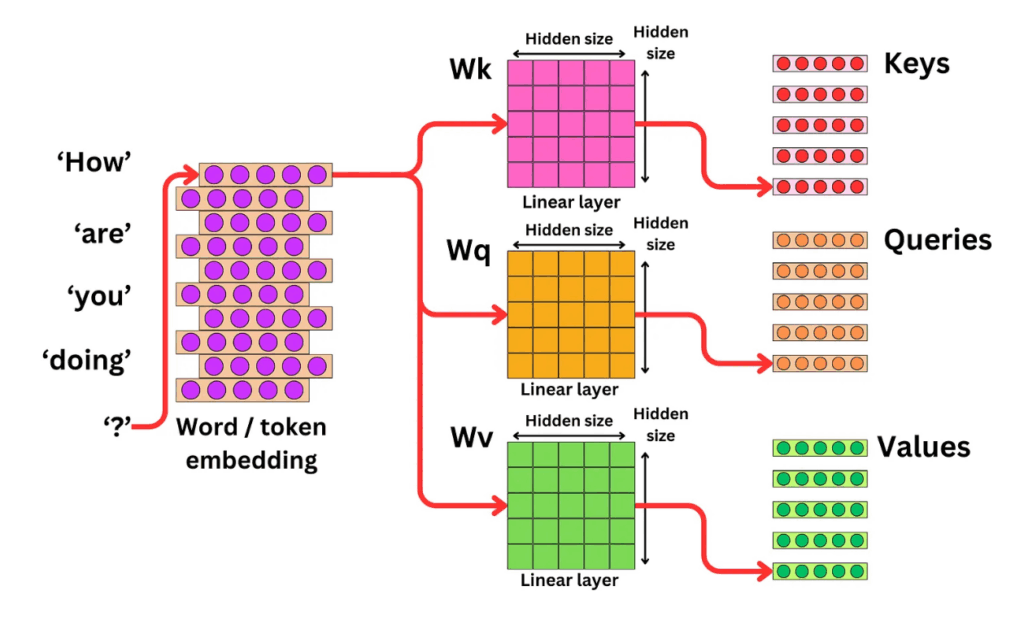 ‘How’
‘are’
‘you’
‘doing’
‘?’
Word / token
embedding
Wk
Hidden size
Hidden
size
Linear layer
Keys
Wq
Hidden size
Hidden
size
Linear layer
Queries
Wv
Hidden size
Hidden
size
Linear layer
Values